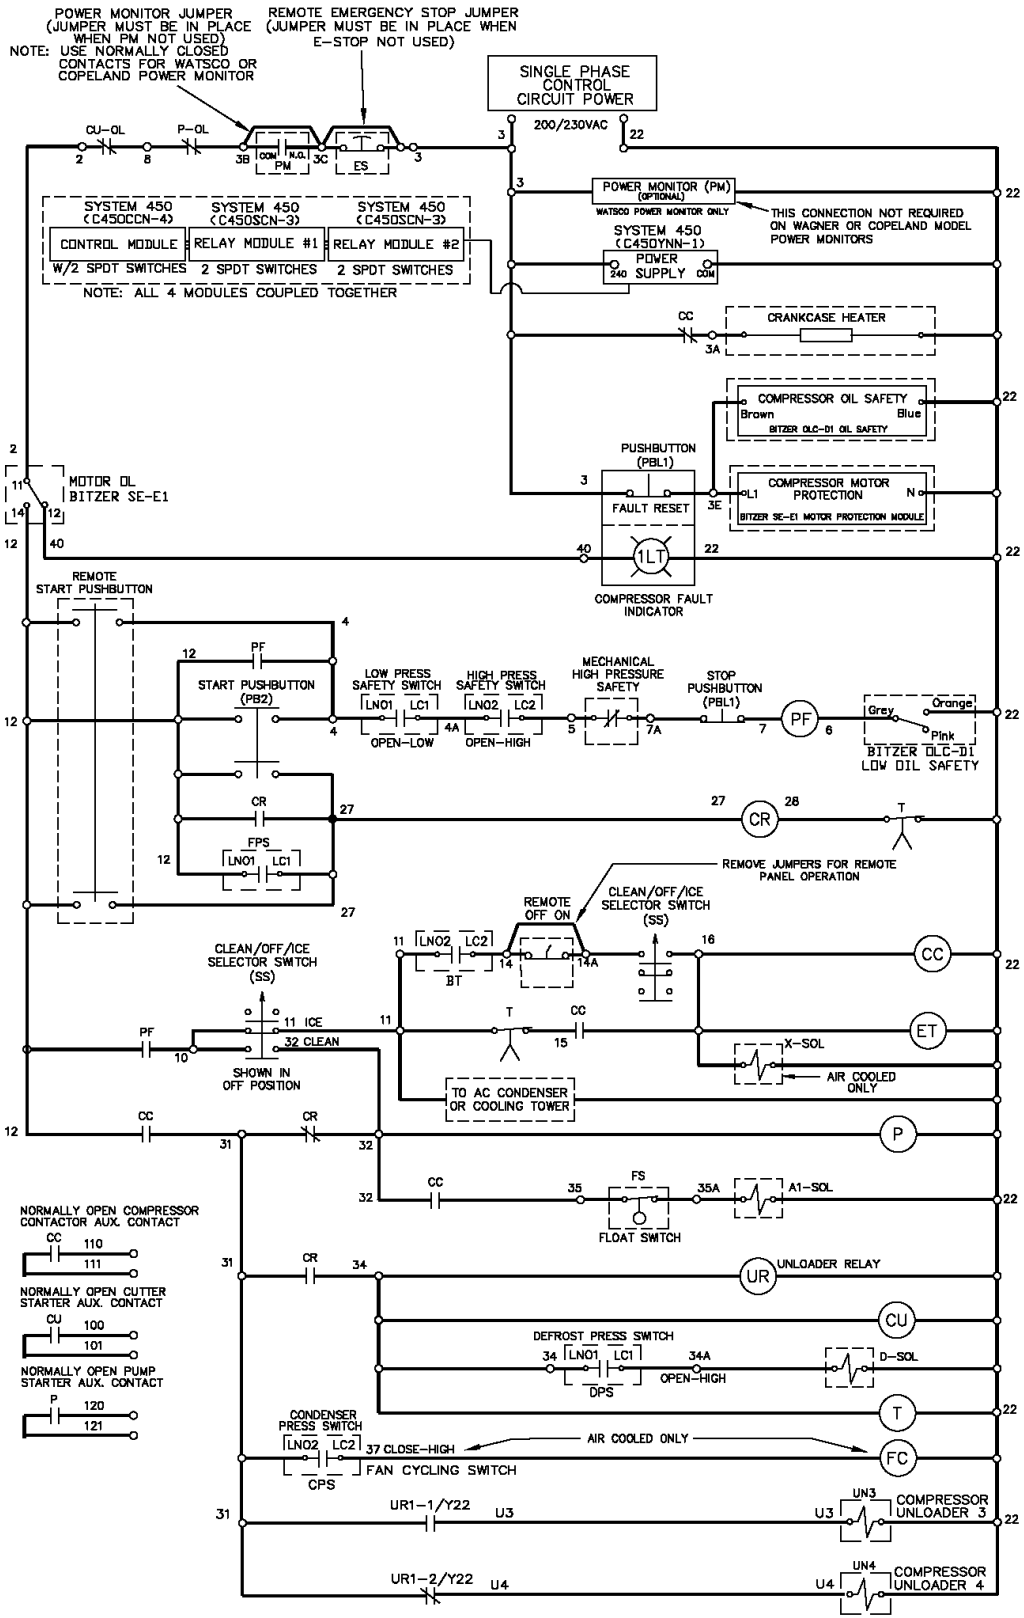 POWER MONITOR JUMPER
(JUMPER MUST BE IN PLACE
WHEN PM NOT USED)
NOTE: USE NORMALLY CLOSED
CONTACTS FOR WATSCO OR
COPELAND POWER MONITOR
REMOTE EMERGENCY STOP JUMPER
(JUMPER MUST BE IN PLACE WHEN
E-STOP NOT USED)
SINGLE PHASE
CONTROL
CIRCUIT POWER
3
200/230VAC
22
CU-OL
P-OL
2
8
3B
COM
N.O.
PM
3C
ES
3
3
POWER MONITOR (PM)
(OPTIONAL)
WATSCO POWER MONITOR ONLY
22
THIS CONNECTION NOT REQUIRED
ON WAGNER OR COPELAND MODEL
POWER MONITORS
SYSTEM 450
(C450CCN-4)
SYSTEM 450
(C450SCN-3)
SYSTEM 450
(C450SCN-3)
CONTROL MODULE
RELAY MODULE #1
RELAY MODULE #2
W/2 SPDT SWITCHES
2 SPDT SWITCHES
2 SPDT SWITCHES
NOTE: ALL 4 MODULES COUPLED TOGETHER
SYSTEM 450
(C450YNN-1)
POWER
SUPPLY
240
COM
22
CC
3A
CRANKCASE HEATER
COMPRESSOR OIL SAFETY
Brown
Blue
BITZER OLC-D1 OIL SAFETY
22
2
11
14
12
MOTOR OL
BITZER SE-E1
PUSHBUTTON
(PBL1)
3
FAULT RESET
3E
L1
COMPRESSOR MOTOR
PROTECTION
N
BITZER SE-E1 MOTOR PROTECTION MODULE
12
40
40
1LT
22
22
COMPRESSOR FAULT
INDICATOR
REMOTE
START PUSHBUTTON
4
12
PF
START PUSHBUTTON
(PB2)
12
4
LOW PRESS
SAFETY SWITCH
LNO1
LC1
OPEN-LOW
4A
HIGH PRESS
SAFETY SWITCH
LNO2
LC2
OPEN-HIGH
5
MECHANICAL
HIGH PRESSURE
SAFETY
7A
STOP
PUSHBUTTON
(PBL1)
7
PF
6
Grey
Orange
Pink
BITZER OLC-D1
LOW OIL SAFETY
22
CR
27
27
CR
28
T
12
FPS
LNO1
LC1
27
REMOVE JUMPERS FOR REMOTE
PANEL OPERATION
REMOTE
OFF ON
CLEAN/OFF/ICE
SELECTOR SWITCH
(SS)
11
LNO2
LC2
BT
14
14A
16
CC
22
CLEAN/OFF/ICE
SELECTOR SWITCH
(SS)
11 ICE
11
T
15
CC
ET
PF
10
32 CLEAN
SHOWN IN
OFF POSITION
X-SOL
AIR COOLED
ONLY
TO AC CONDENSER
OR COOLING TOWER
12
CC
31
CR
32
P
32
CC
35
FS
FLOAT SWITCH
35A
A1-SOL
22
NORMALLY OPEN COMPRESSOR
CONTACTOR AUX. CONTACT
CC
110
111
NORMALLY OPEN CUTTER
STARTER AUX. CONTACT
CU
100
101
NORMALLY OPEN PUMP
STARTER AUX. CONTACT
P
120
121
31
CR
34
UR
UNLOADER RELAY
CU
DEFROST PRESS SWITCH
34
LNO1
LC1
DPS
34A
OPEN-HIGH
D-SOL
T
22
CONDENSER
PRESS SWITCH
LNO2
LC2
CPS
37 CLOSE-HIGH
FAN CYCLING SWITCH
AIR COOLED ONLY
FC
31
UR1-1/Y22
U3
U3
UN3
COMPRESSOR
UNLOADER 3
22
UR1-2/Y22
U4
U4
UN4
COMPRESSOR
UNLOADER 4